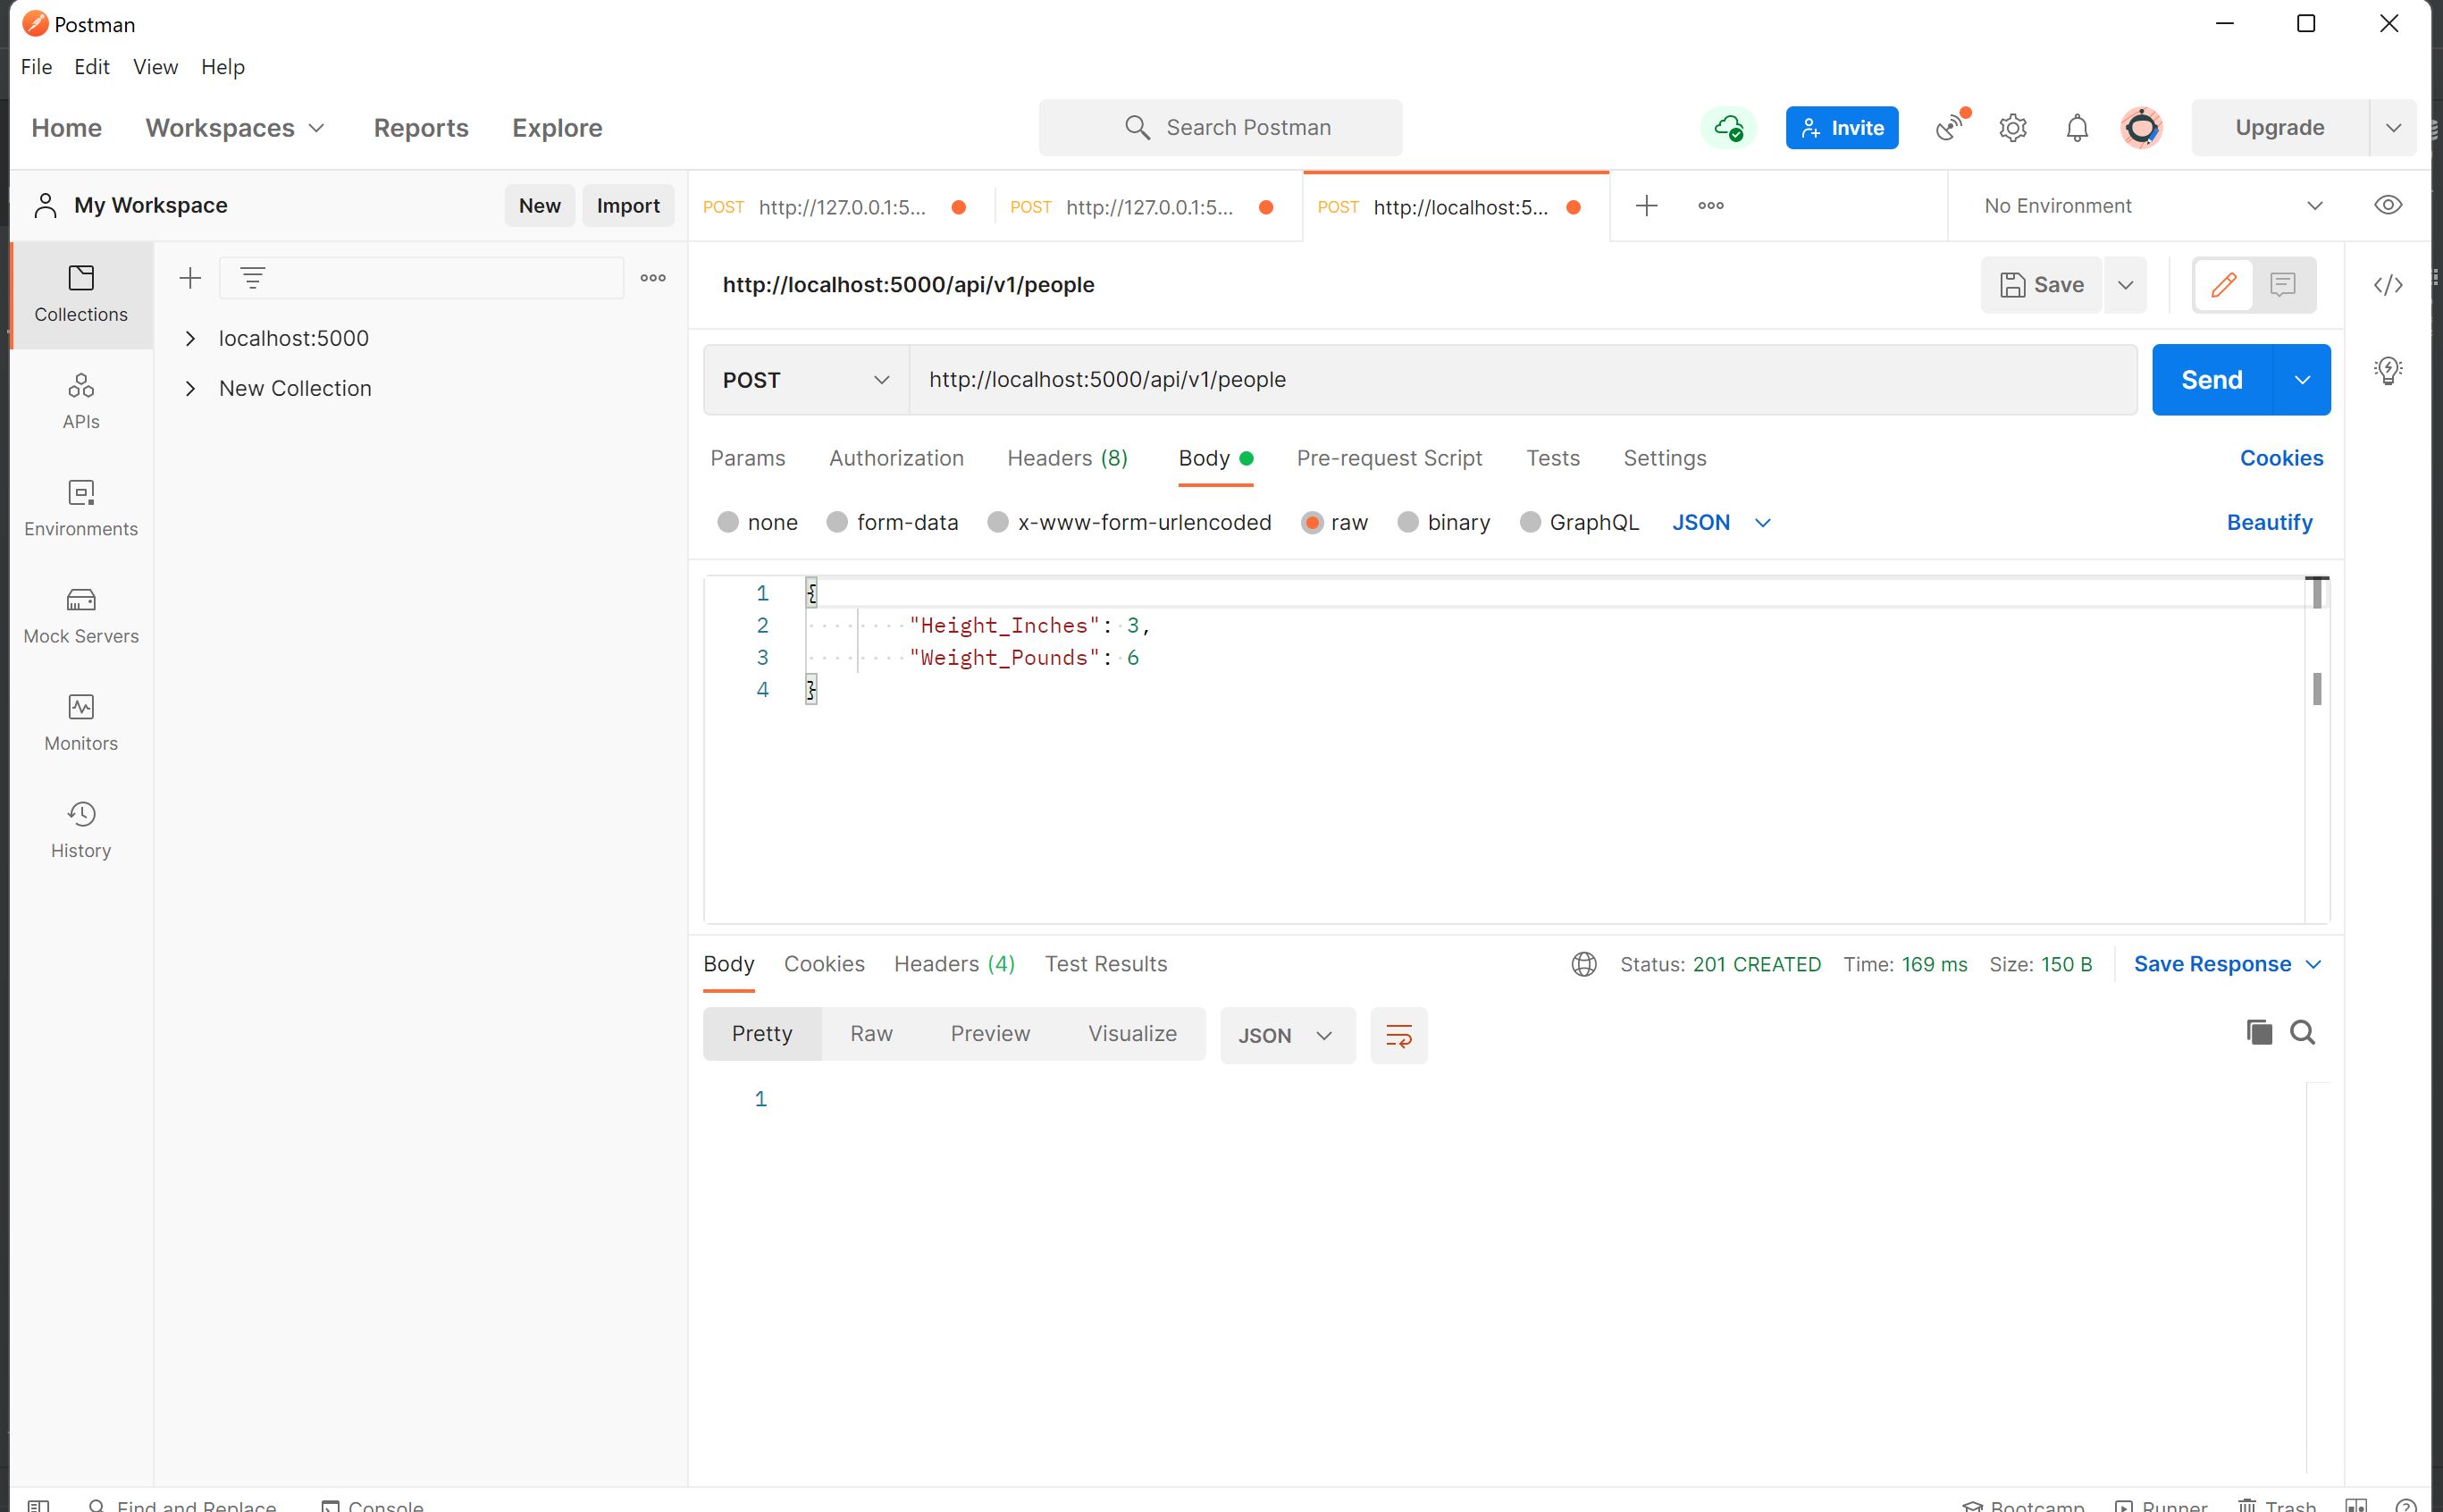 Postman
File Edit View Help
Home Workspaces Reports Explore Search Postman Invite Upgrade
My Workspace New Import
POST http://127.0.0.1:5... POST http://127.0.0.1:5... POST http://localhost:5... No Environment
Collections
localhost:5000
New Collection
APIs
Environments
Mock Servers
Monitors
History
http://localhost:5000/api/v1/people Save
POST http://localhost:5000/api/v1/people Send
Params Authorization Headers (8) Body Pre-request Script Tests Settings Cookies
none form-data x-www-form-urlencoded raw binary GraphQL JSON Beautify
1 {
2 "Height_Inches": 3,
3 "Weight_Pounds": 6
4 }
Body Cookies Headers (4) Test Results Status: 201 CREATED Time: 169 ms Size: 150 B Save Response
Pretty Raw Preview Visualize JSON
1
Find and Replace Console Bootcamp Runner Trash